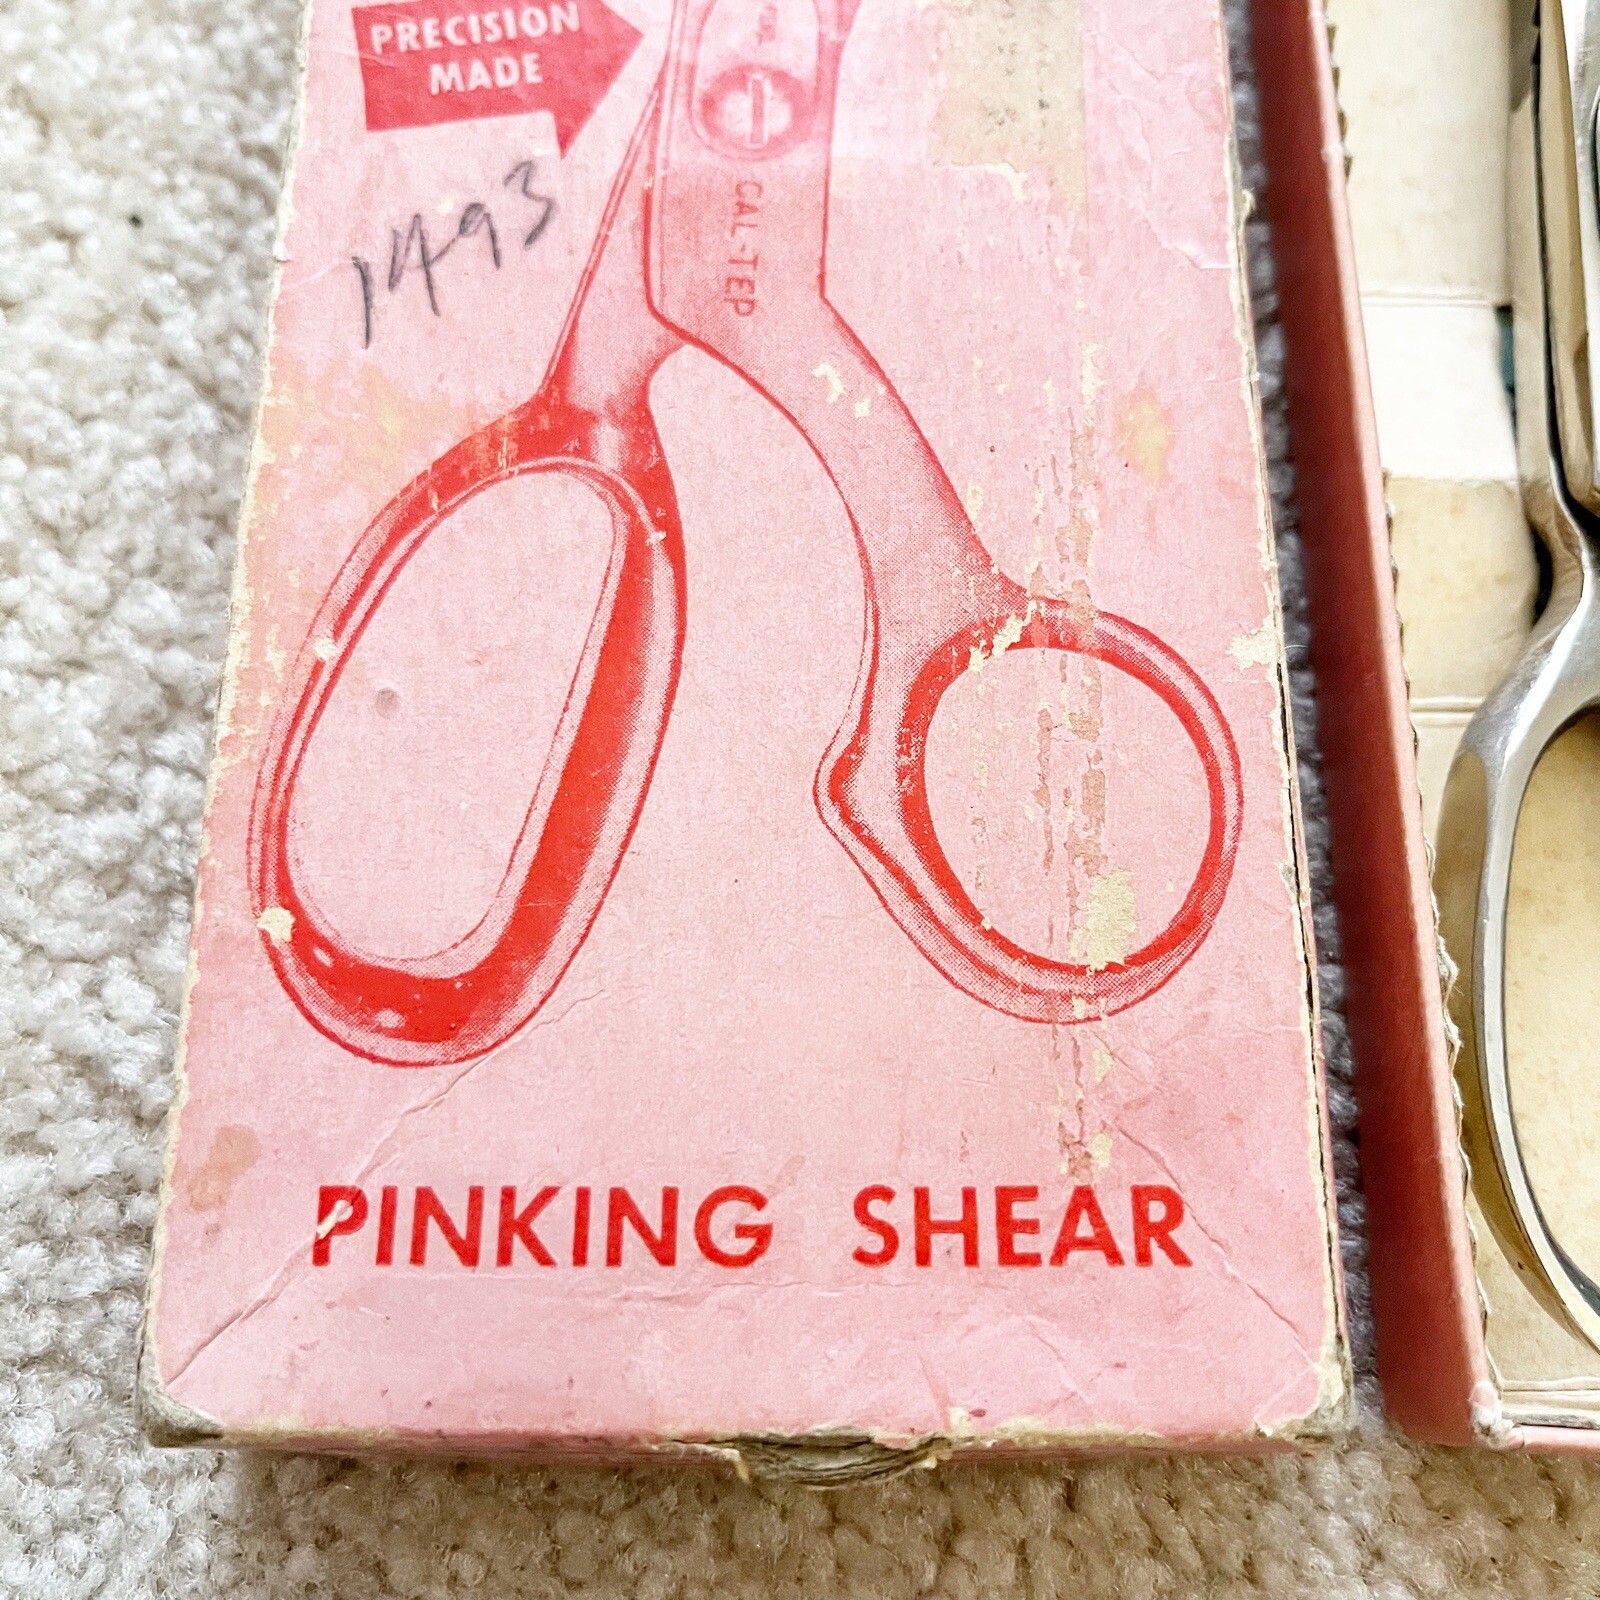 PRECISION
MADE
1493
CAL-TEP
PINKING SHEAR